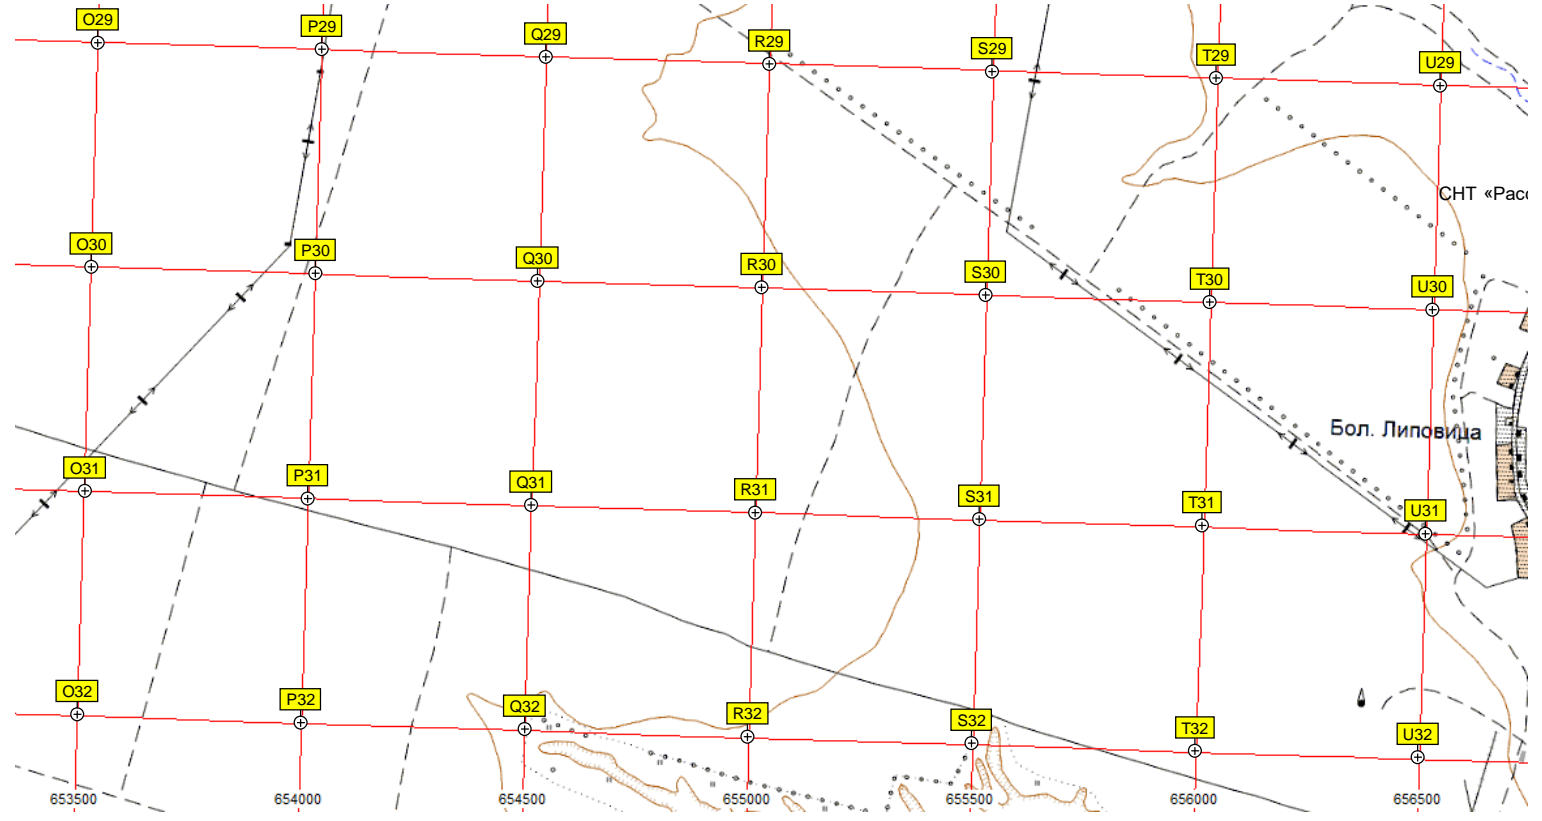 O29 P29 Q29 R29 S29 T29 U29
СНТ «Расс
O30 P30 Q30 R30 S30 T30 U30
Бол. Липовица
O31 P31 Q31 R31 S31 T31 U31
O32 P32 Q32 R32 S32 T32 U32
653500 654000 654500 655000 655500 656000 656500